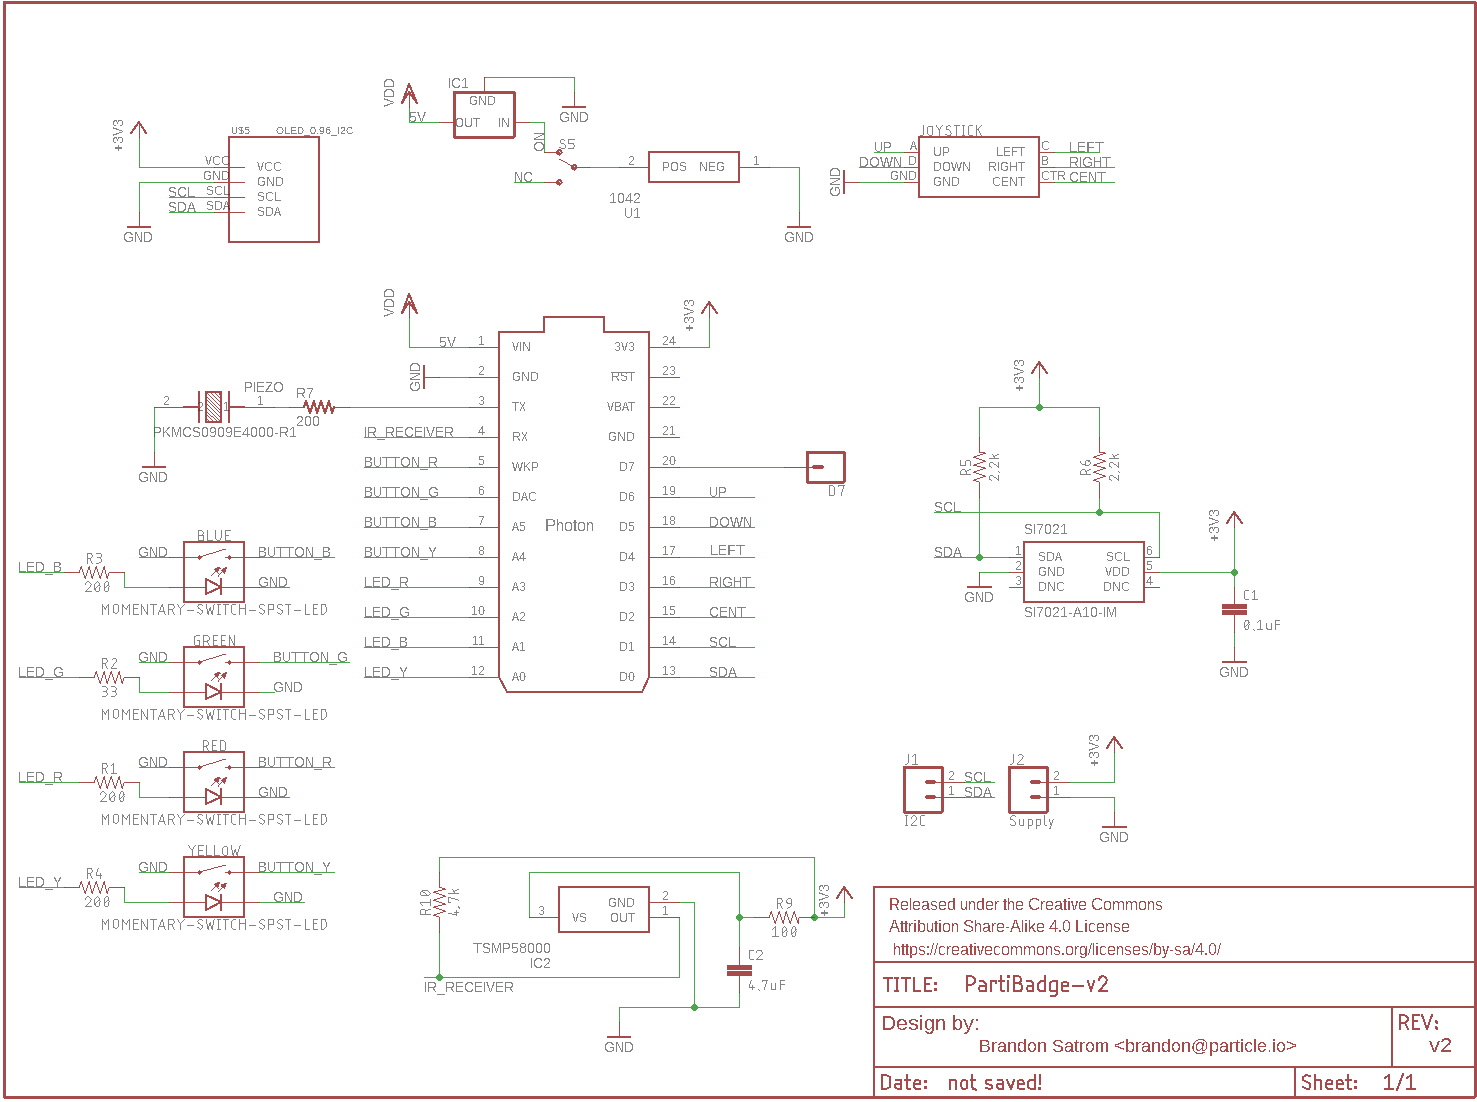 VDD
5V
IC1
GND
OUT IN
GND
ON
S5
NC
2
POS NEG
1
1042
U1
GND
+3V3
U$5
OLED_0.96_I2C
VCC VCC
GND GND
SCL SCL SCL
SDA SDA SDA
GND
JOYSTICK
UP A UP LEFT C LEFT
DOWN D DOWN RIGHT B RIGHT
GND GND CENT CTR CENT
GND
VDD
+3V3
5V 1 VIN 3V3 24
GND 2 GND RST 23
3 TX VBAT 22
IR_RECEIVER 4 RX GND 21
BUTTON_R 5 WKP D7 20
BUTTON_G 6 DAC D6 19 UP
BUTTON_B 7 A5 Photon D5 18 DOWN
BUTTON_Y 8 A4 D4 17 LEFT
LED_R 9 A3 D3 16 RIGHT
LED_G 10 A2 D2 15 CENT
LED_B 11 A1 D1 14 SCL
LED_Y 12 A0 D0 13 SDA
D7
PIEZO
2 2 1 1
R7
200
PKMCS0909E4000-R1
GND
BLUE
GND BUTTON_B
LED_B R3 200 GND
MOMENTARY-SWITCH-SPST-LED
GREEN
GND BUTTON_G
LED_G R2 33 GND
MOMENTARY-SWITCH-SPST-LED
RED
GND BUTTON_R
LED_R R1 200 GND
MOMENTARY-SWITCH-SPST-LED
YELLOW
GND BUTTON_Y
LED_Y R4 200 GND
MOMENTARY-SWITCH-SPST-LED
+3V3
R5 2.2k
R6 2.2k
SCL
SDA
SI7021
1 SDA SCL 6
2 GND VDD 5
3 DNC DNC 4
SI7021-A10-IM
GND
+3V3
C1
0.1uF
GND
J1
2 SCL
1 SDA
I2C
J2
2
1
Supply
+3V3
GND
R10 4.7k
3 VS GND 2
OUT 1
TSMP58000
IC2
IR_RECEIVER
R9
100
+3V3
C2
4.7uF
GND
Released under the Creative Commons
Attribution Share-Alike 4.0 License
https://creativecommons.org/licenses/by-sa/4.0/
TITLE: PartiBadge-v2
Design by:
Brandon Satrom <brandon@particle.io>
REV:
v2
Date: not saved!
Sheet: 1/1